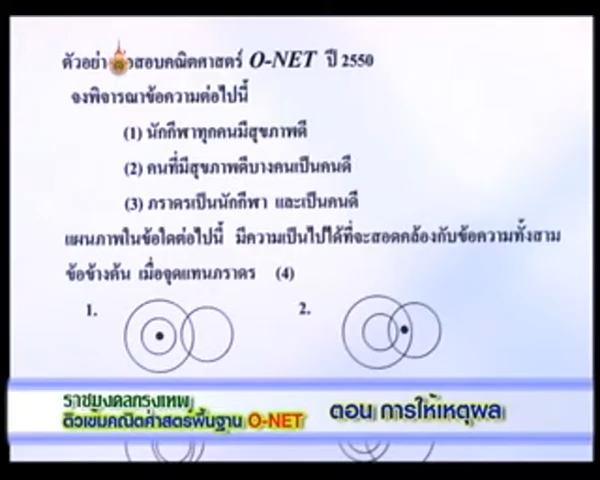 ตัวอย่างข้อสอบคณิตศาสตร์ O-NET ปี 2550
จงพิจารณาข้อความต่อไปนี้
(1) นักกีฬาทุกคนมีสุขภาพดี
(2) คนที่มีสุขภาพดีบางคนเป็นคนดี
(3) ภราดรเป็นนักกีฬา และเป็นคนดี
แผนภาพในข้อใดต่อไปนี้ มีความเป็นไปได้ที่จะสอดคล้องกับข้อความทั้งสาม
ข้อข้างต้น เมื่อจุดแทนภราดร (4)
1. 2.
ราชมงคลกรุงเทพ
ติวเข้มคณิตศาสตร์พื้นฐาน O-NET ตอน การให้เหตุผล